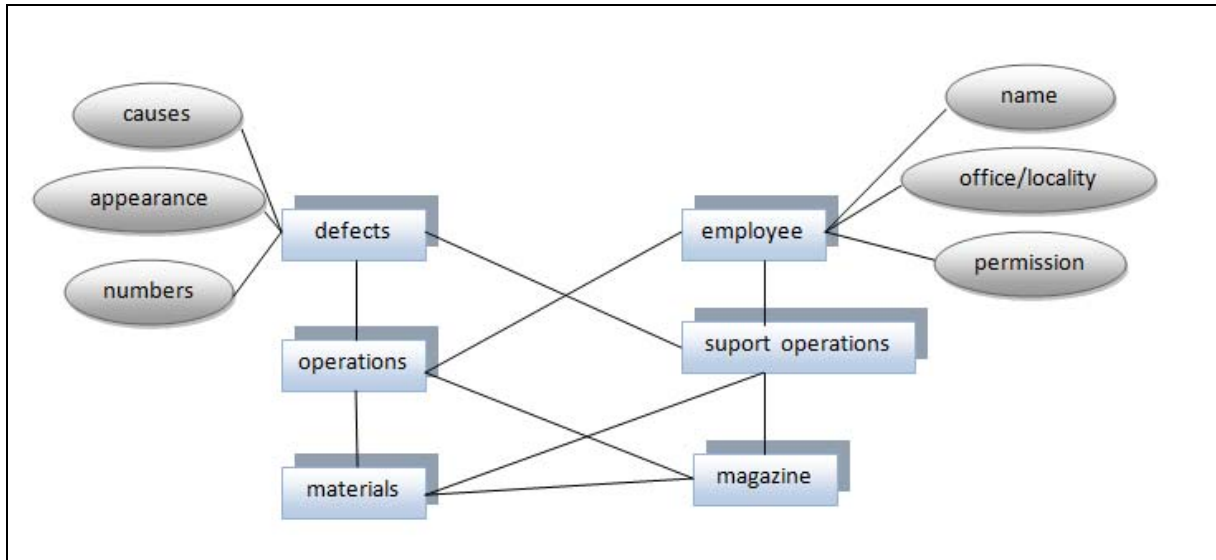 causes
appearance
numbers
defects
operations
materials
name
office/locality
permission
employee
suport operations
magazine